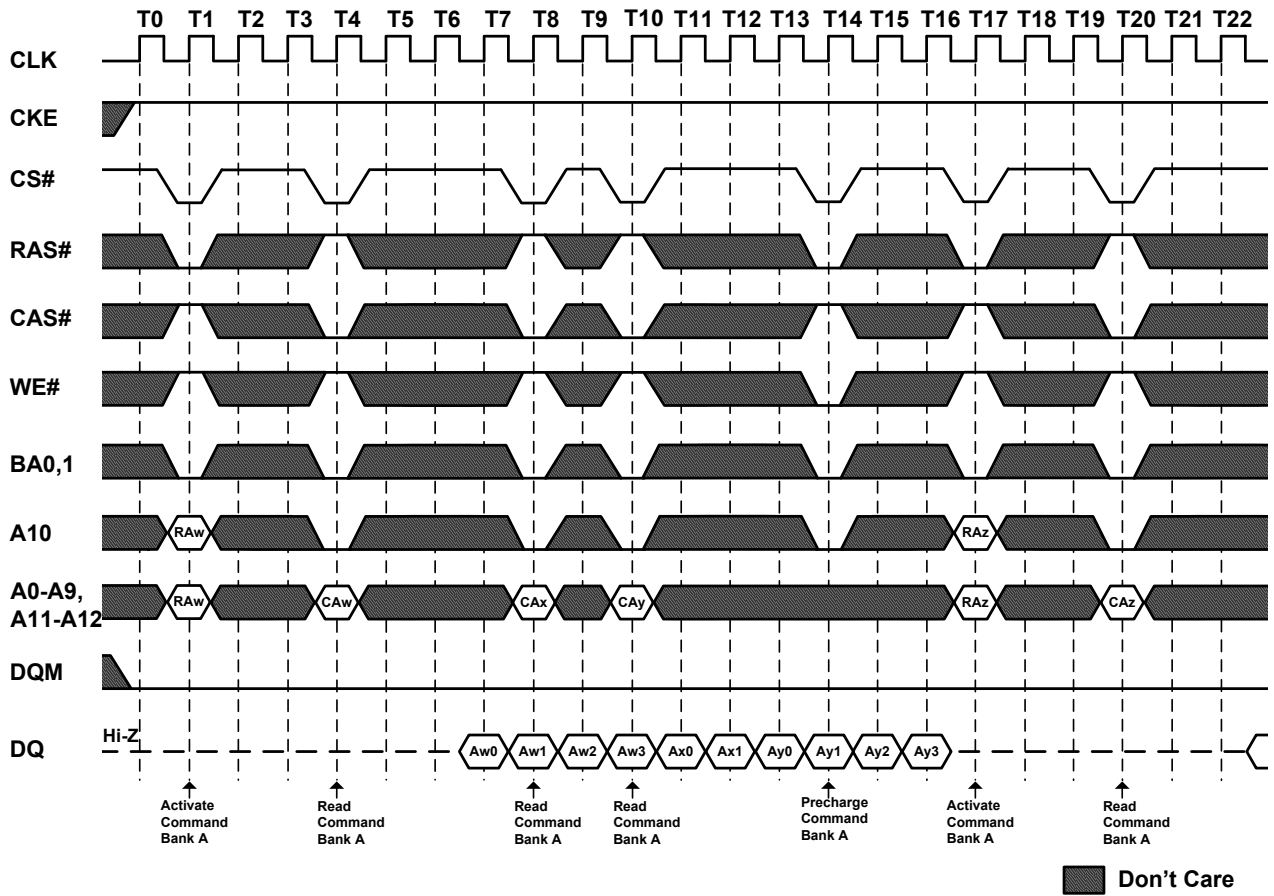 T0 T1 T2 T3 T4 T5 T6 T7 T8 T9 T10 T11 T12 T13 T14 T15 T16 T17 T18 T19 T20 T21 T22
CLK
CKE
CS#
RAS#
CAS#
WE#
BA0,1
A10
RAw RAz
A0-A9,
A11-A12
RAw CAw CAx CAy RAz CAz
DQM
DQ
Hi-Z
Aw0 Aw1 Aw2 Aw3 Ax0 Ax1 Ay0 Ay1 Ay2 Ay3
Activate
Command
Bank A
Read
Command
Bank A
Read
Command
Bank A
Read
Command
Bank A
Precharge
Command
Bank A
Activate
Command
Bank A
Read
Command
Bank A
Don't Care